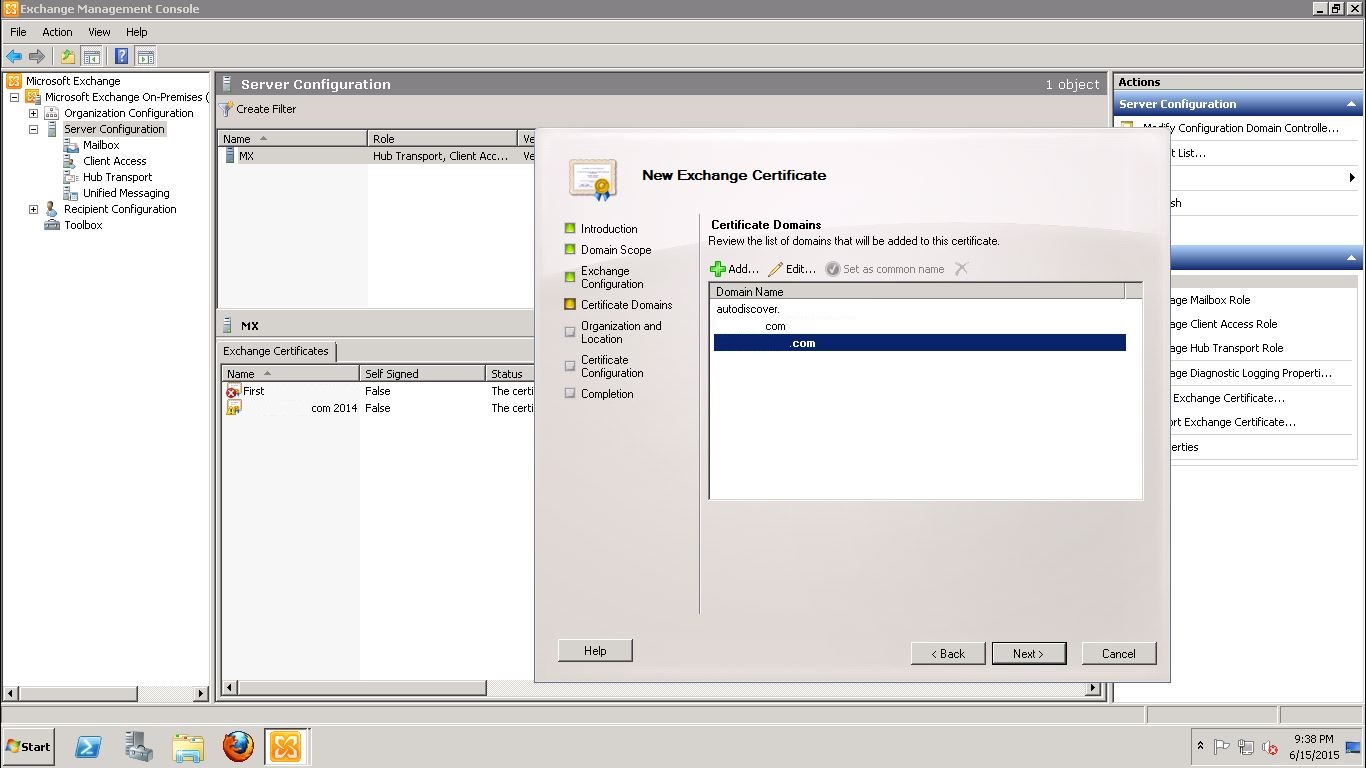 Exchange Management Console
File Action View Help
Microsoft Exchange
Microsoft Exchange On-Premises (
Organization Configuration
Server Configuration
Mailbox
Client Access
Hub Transport
Unified Messaging
Recipient Configuration
Toolbox
Server Configuration 1 object
Create Filter
Name Role Ve
MX Hub Transport, Client Acc... Ve
MX
Exchange Certificates
Name Self Signed Status
First False The certi
com 2014 False The certi
New Exchange Certificate
Introduction
Domain Scope
Exchange
Configuration
Certificate Domains
Organization and
Location
Certificate
Configuration
Completion
Certificate Domains
Review the list of domains that will be added to this certificate.
Add... Edit... Set as common name
Domain Name
autodiscover.
com
.com
Help < Back Next > Cancel
Actions
Server Configuration
Modify Configuration Domain Controlle...
t List...
sh
age Mailbox Role
age Client Access Role
age Hub Transport Role
age Diagnostic Logging Properti...
Exchange Certificate...
ort Exchange Certificate...
erties
Start
9:38 PM
6/15/2015